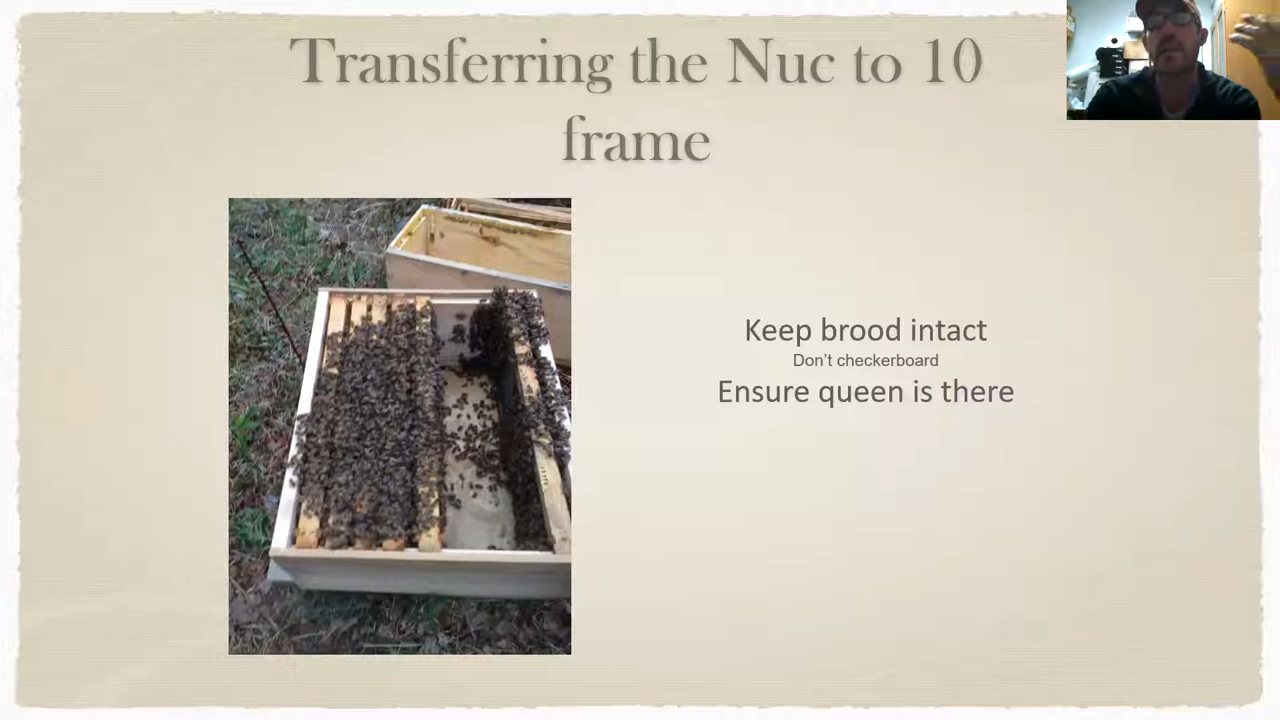 Transferring the Nuc to 10
frame
Keep brood intact
Don’t checkerboard
Ensure queen is there